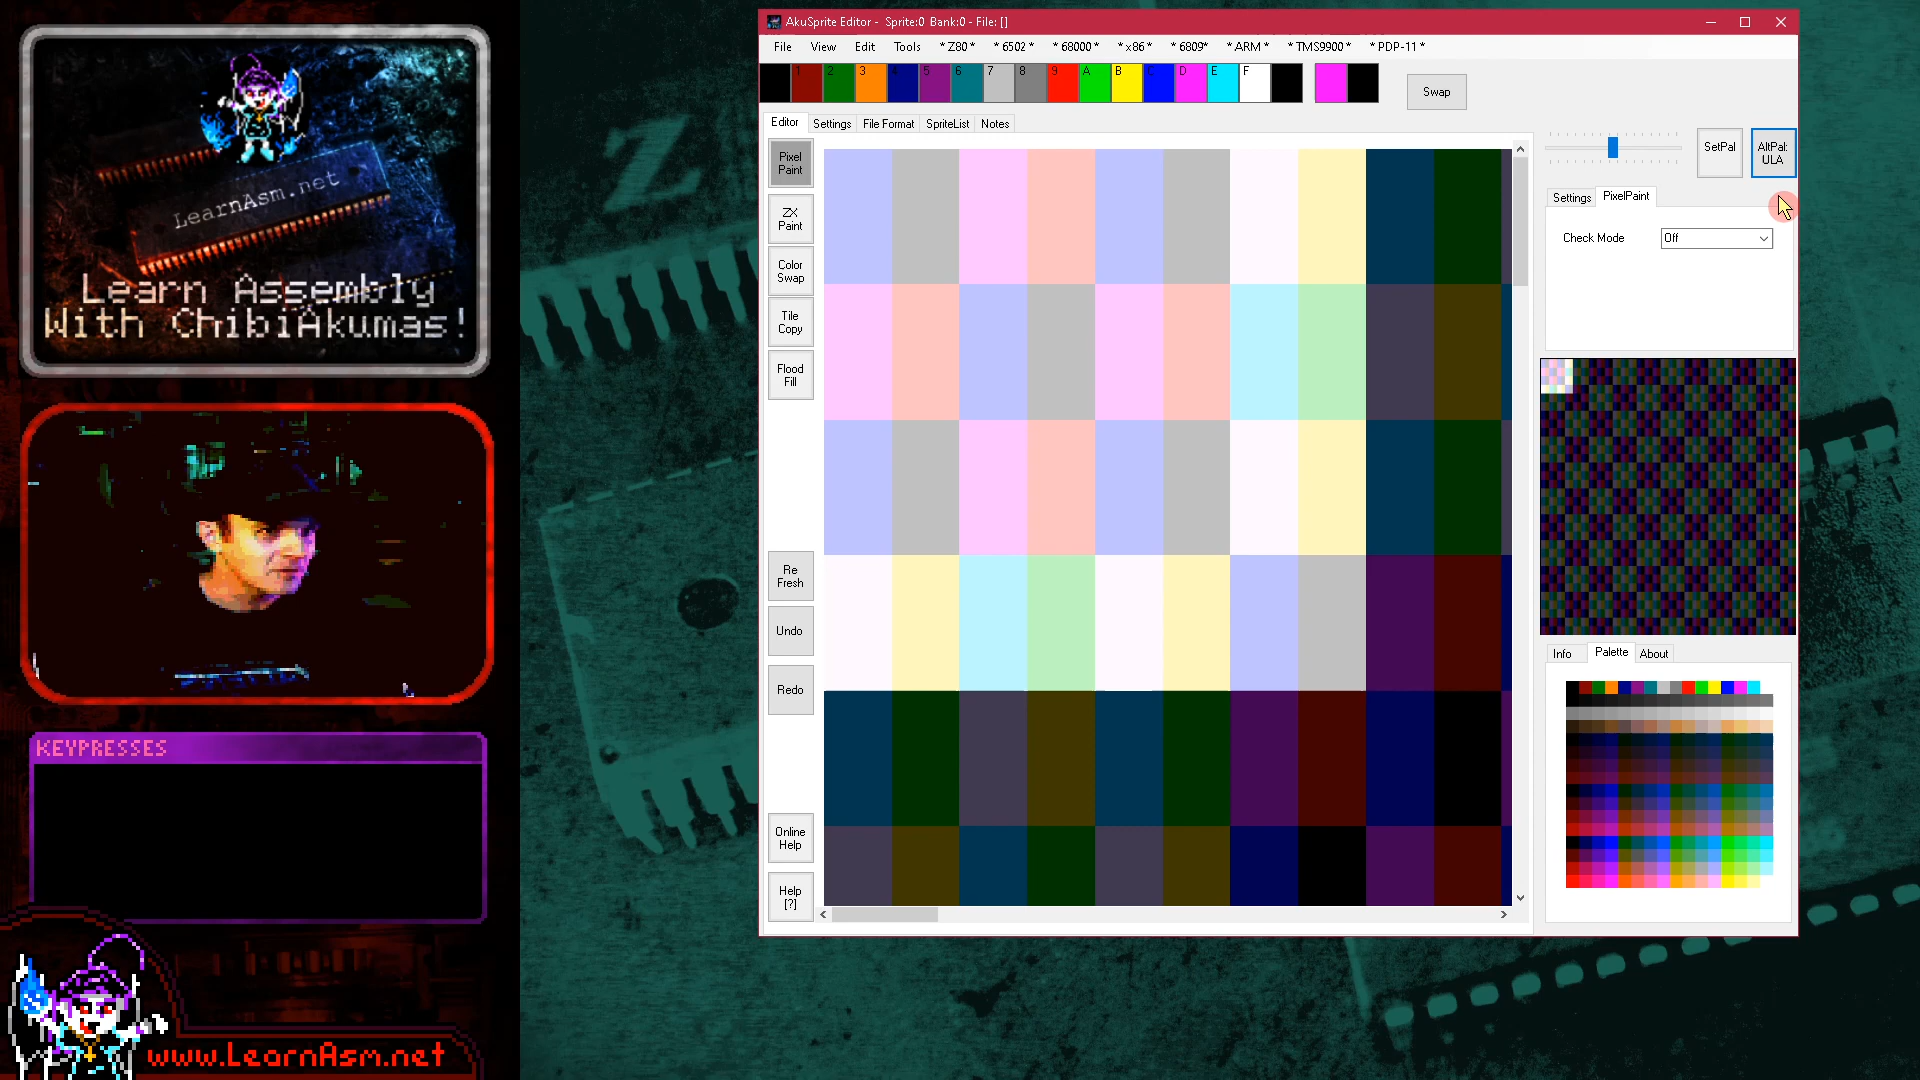 LearnAsm.net
Learn Assembly
With ChibiAkumas!
KEYPRESSES
www.LearnAsm.net
AkuSprite Editor - Sprite:0 Bank:0 - File: []
File View Edit Tools * Z80 * * 6502 * * 68000 * * x86 * * 6809* * ARM * * TMS9900 * * PDP-11 *
1 2 3 4 5 6 7 8 9 A B C D E F
Swap
Editor Settings File Format SpriteList Notes
Pixel
Paint
ZX
Paint
Color
Swap
Tile
Copy
Flood
Fill
Re
Fresh
Undo
Redo
Online
Help
Help
[?]
SetPal
AltPal:
ULA
Settings PixelPaint
Check Mode Off
Info Palette About